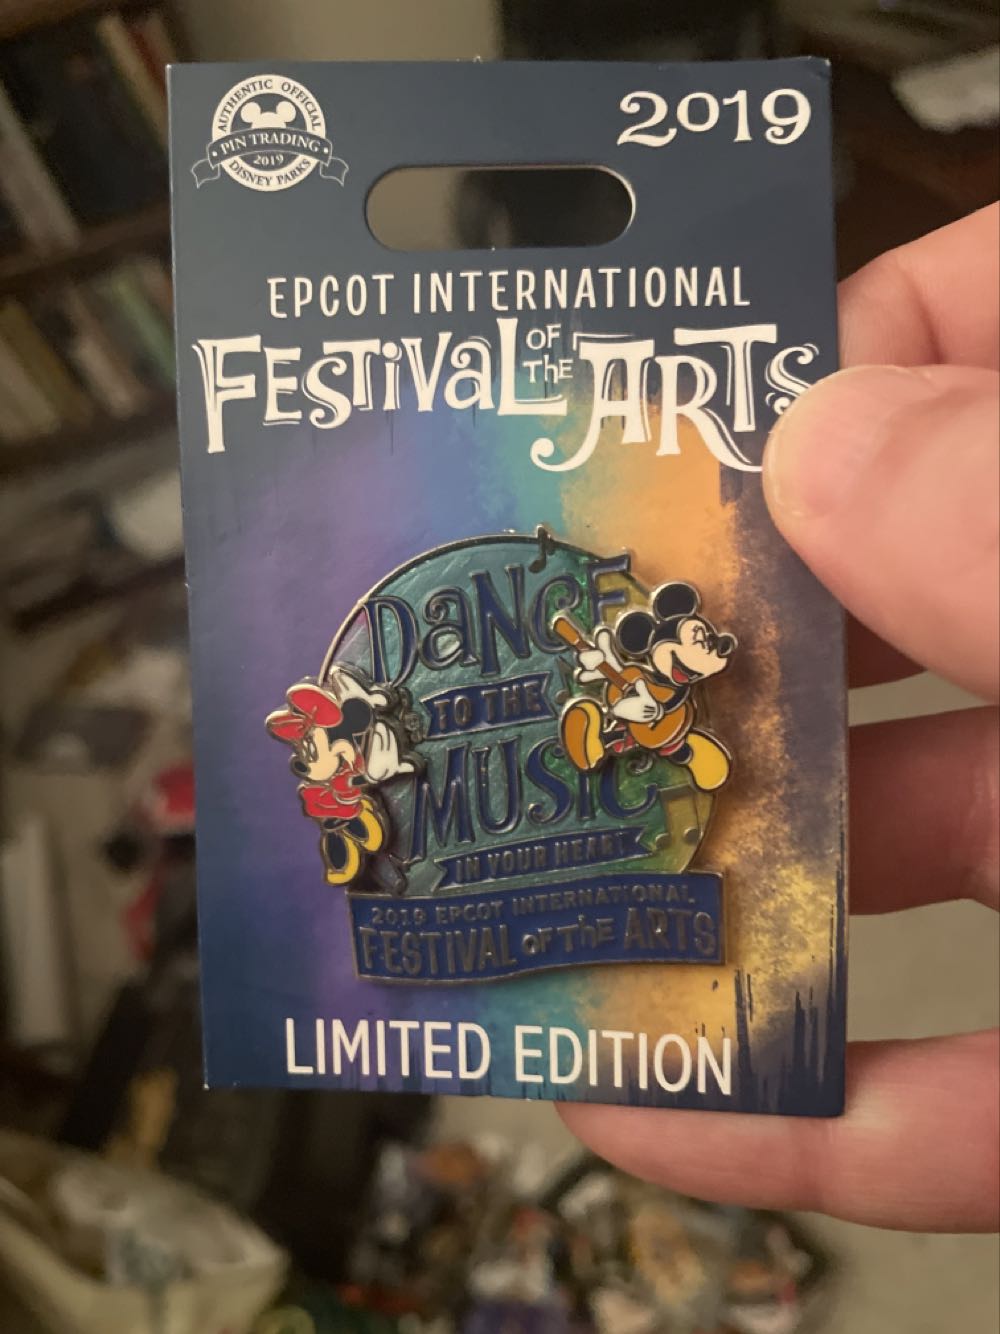 AUTHENTIC OFFICIAL
PIN TRADING
2019
DISNEY PARKS
2019
EPCOT INTERNATIONAL
FESTIVAL OF THE ARTS
DANCE
TO THE
MUSIC
IN YOUR HEART
2019 EPCOT INTERNATIONAL
FESTIVAL OF THE ARTS
LIMITED EDITION